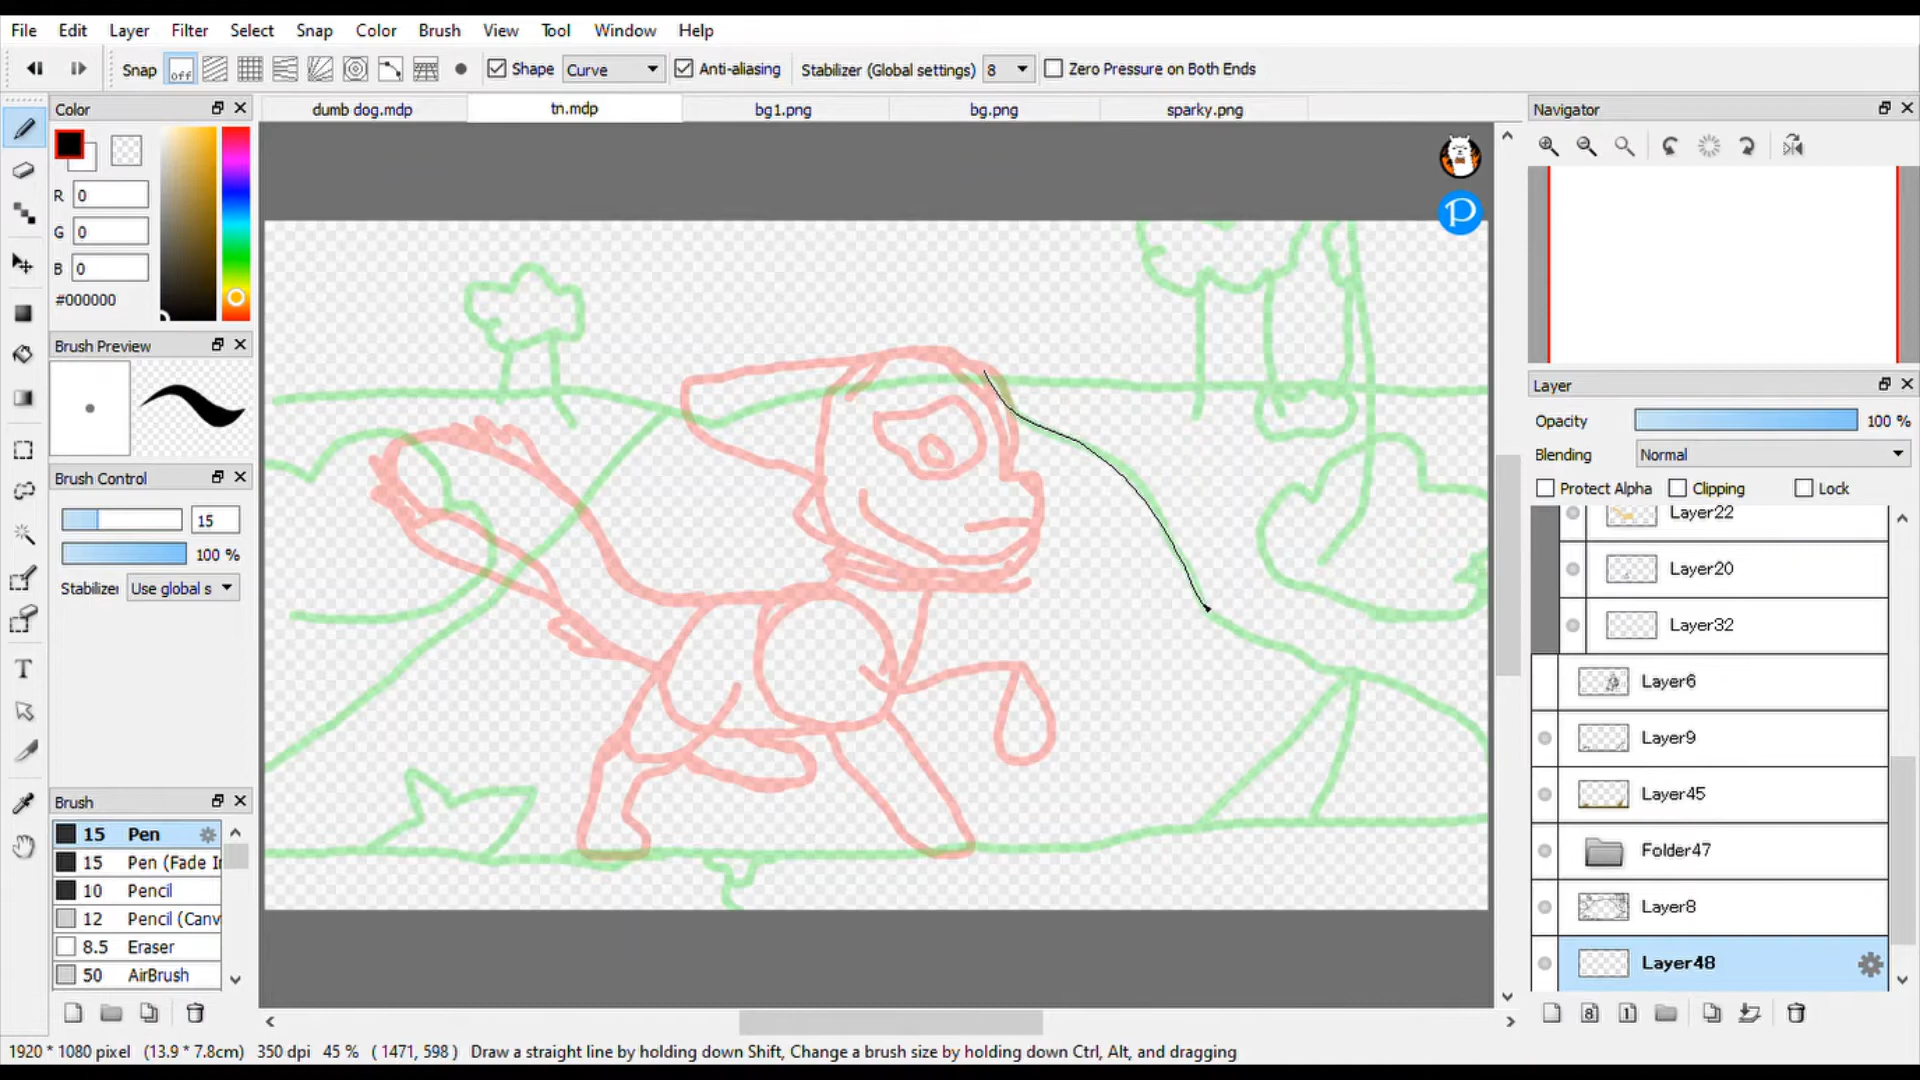 File Edit Layer Filter Select Snap Color Brush View Tool Window Help
Snap off Shape Curve Anti-aliasing Stabilizer (Global settings) 8 Zero Pressure on Both Ends
Color
dumb dog.mdp tn.mdp bg1.png bg.png sparky.png
Navigator
R 0
G 0
B 0
#000000
Brush Preview
Brush Control
15
100 %
Stabilizer Use global s
Brush
15 Pen
15 Pen (Fade I
10 Pencil
12 Pencil (Canv
8.5 Eraser
50 AirBrush
T
P
Layer
Opacity 100 %
Blending Normal
Protect Alpha Clipping Lock
Layer22
Layer20
Layer32
Layer6
Layer9
Layer45
Folder47
Layer8
Layer48
8 1
1920 * 1080 pixel (13.9 * 7.8cm) 350 dpi 45 % ( 1471, 598 ) Draw a straight line by holding down Shift, Change a brush size by holding down Ctrl, Alt, and dragging